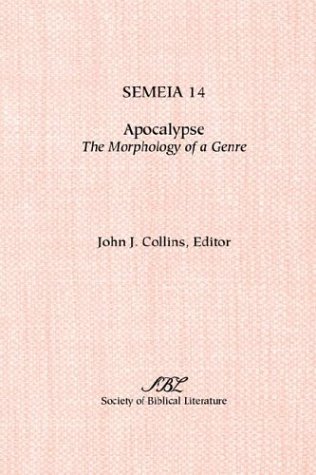 SEMEIA 14
Apocalypse
The Morphology of a Genre
John J. Collins, Editor
SBL
Society of Biblical Literature